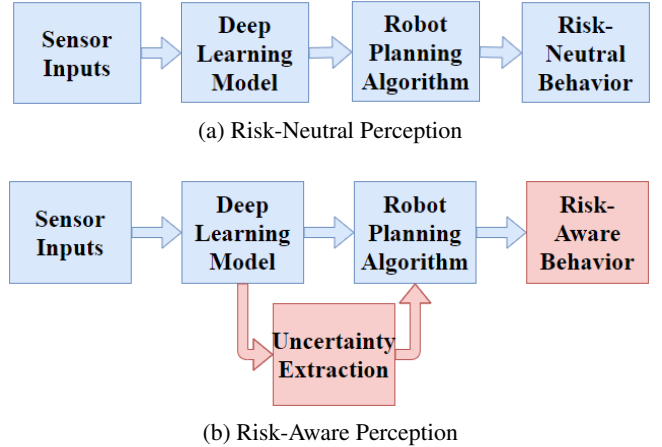 Sensor
Inputs
Deep
Learning
Model
Robot
Planning
Algorithm
Risk-
Neutral
Behavior
(a) Risk-Neutral Perception
Sensor
Inputs
Deep
Learning
Model
Robot
Planning
Algorithm
Risk-
Aware
Behavior
Uncertainty
Extraction
(b) Risk-Aware Perception